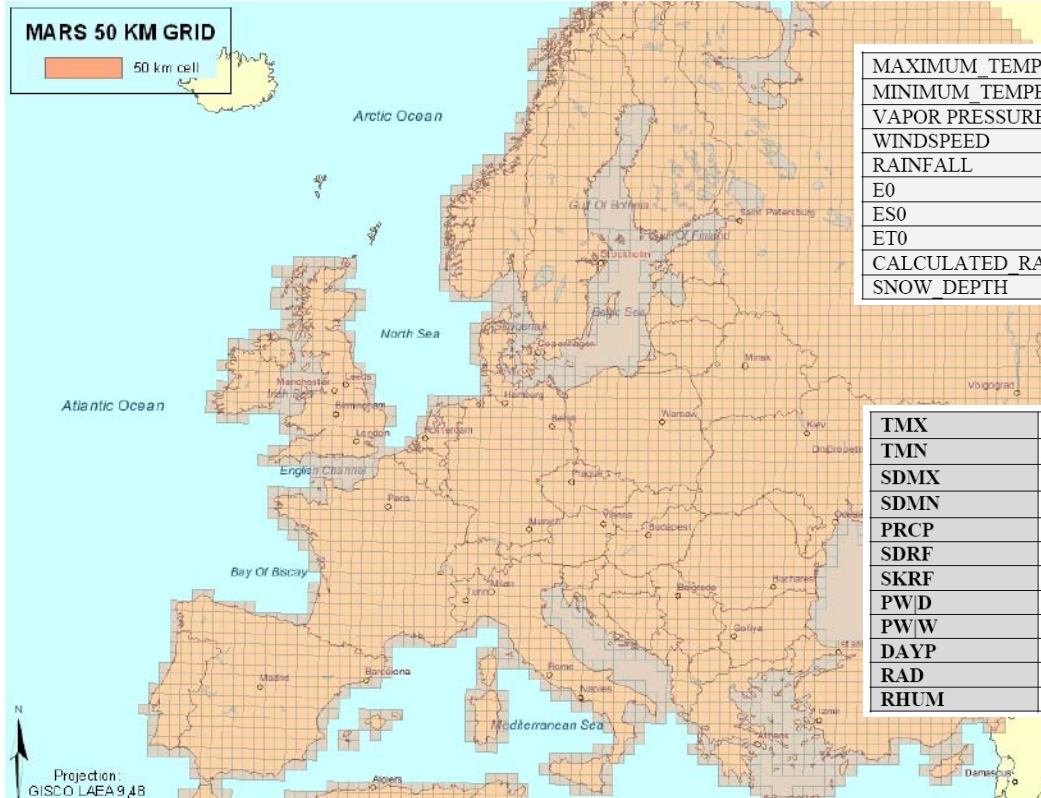 MARS 50 KM GRID
50 km cell
Arctic Ocean
MAXIMUM_TEMP
MINIMUM_TEMPE
VAPOR PRESSURE
WINDSPEED
RAINFALL
E0
ES0
ET0
CALCULATED_RA
SNOW_DEPTH
Gulf Of Bothnia
Saint Petersburg
Gulf Of Finland
Stockholm
Baltic Sea
Skagerrak
North Sea
Copenhagen
Minsk
Volgograd
Atlantic Ocean
Manchester
Leeds
Irish Sea
Birmingham
Hamburg
Berlin
Warsaw
Kiev
London
Rotterdam
English Channel
Prague
Paris
Munich
Vienna
Budapest
Bay Of Biscay
Milan
Turin
Belgrade
Bucharest
Sofiya
Rome
Naples
Barcelona
Madrid
Mediterranean Sea
Izmir
Athens
Algiers
Damascus
TMX
TMN
SDMX
SDMN
PRCP
SDRF
SKRF
PW|D
PW|W
DAYP
RAD
RHUM
N
Projection:
GISCO LAEA 9,48